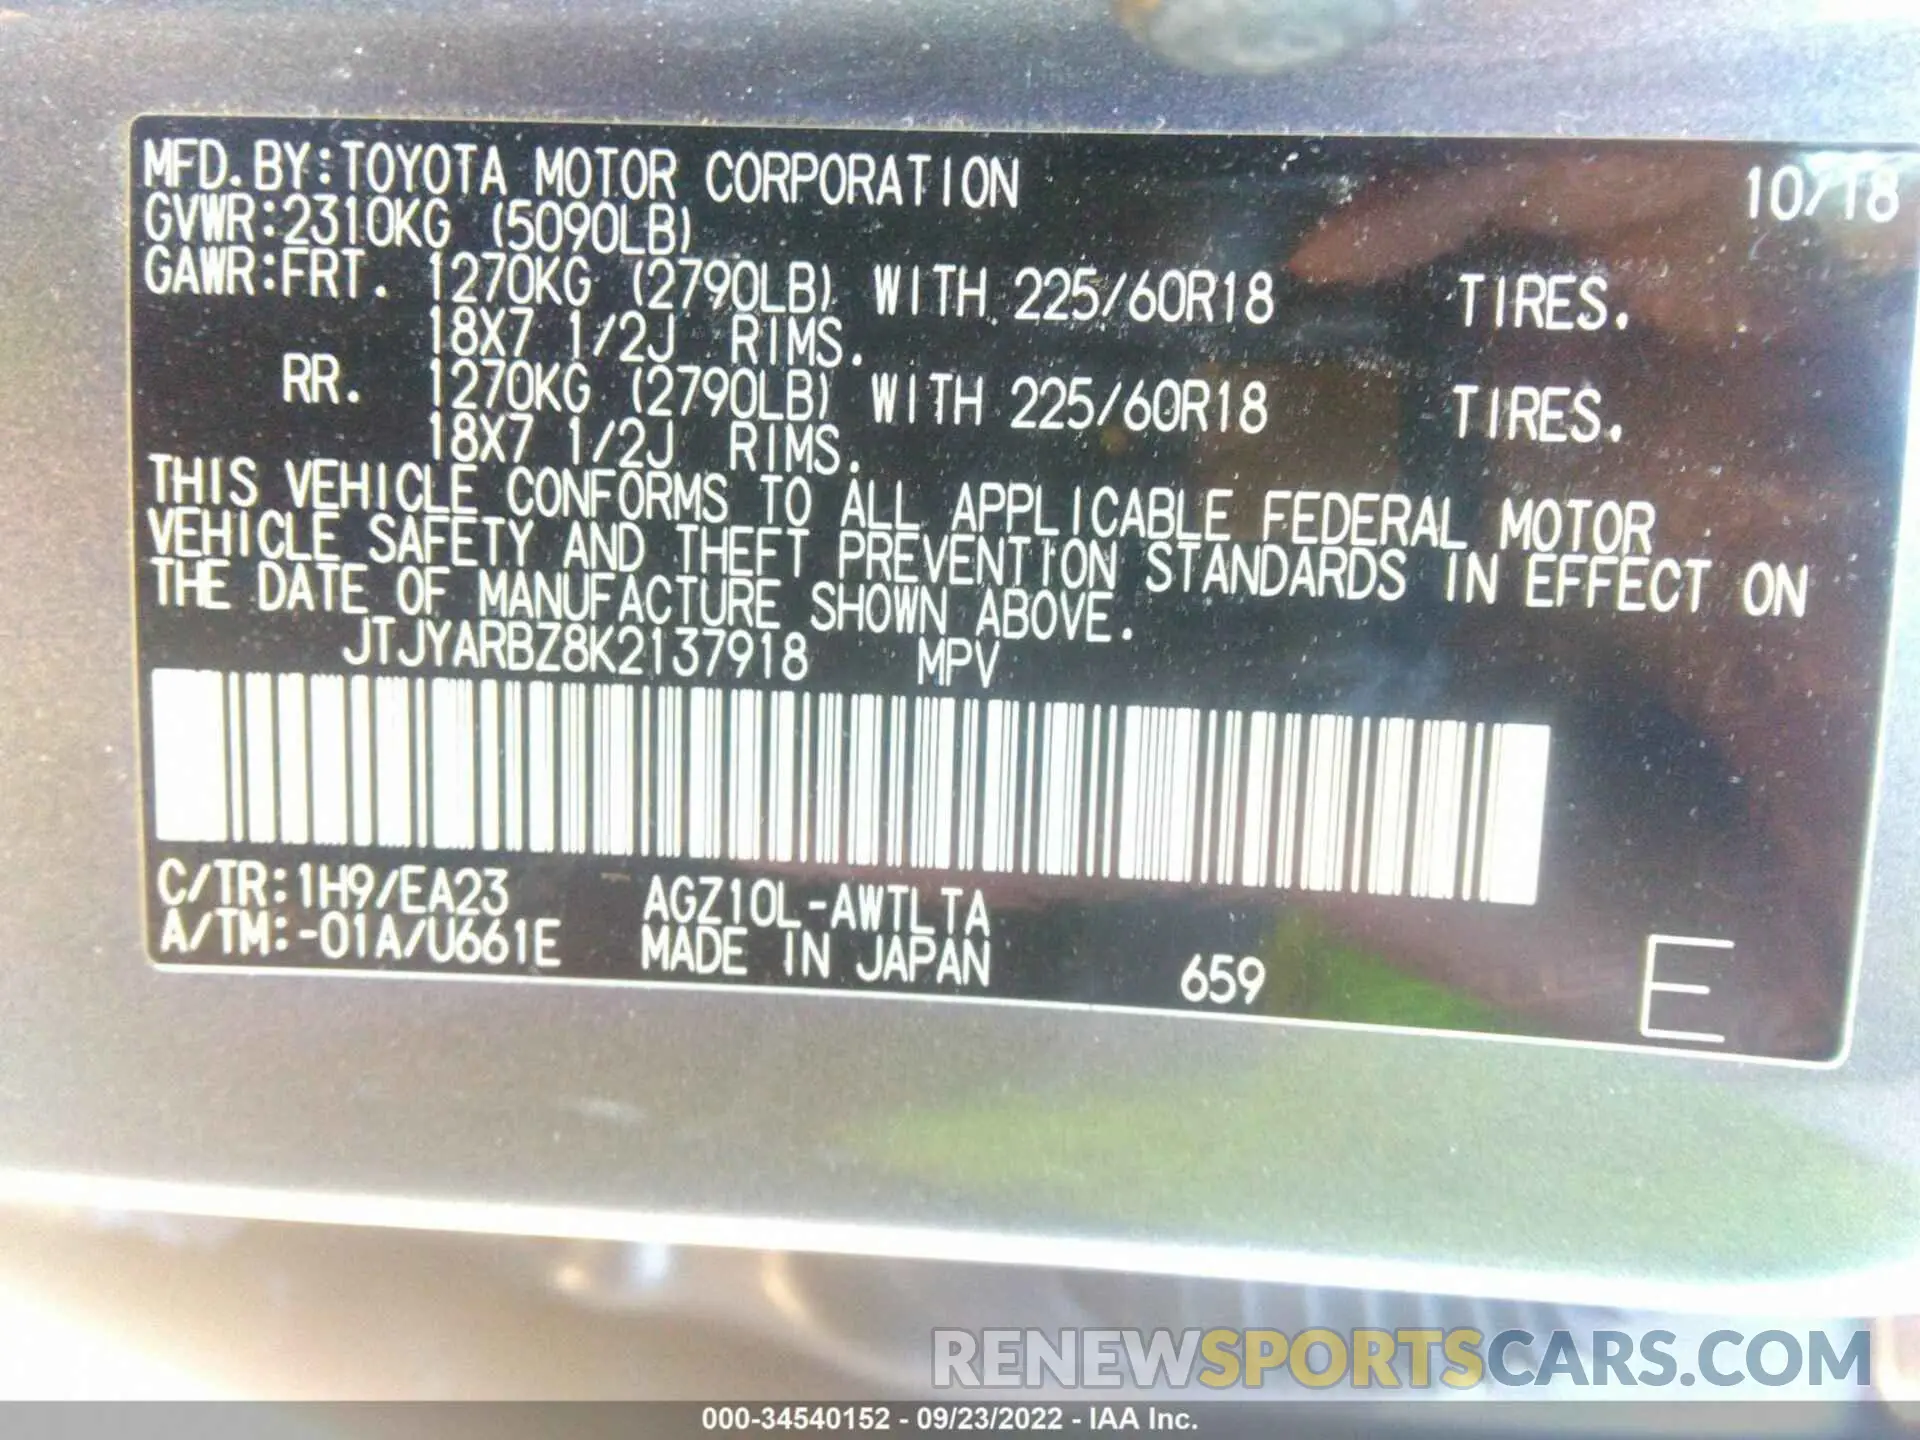 MFD.BY:TOYOTA MOTOR CORPORATION 10/18
GVWR:2310KG (5090LB)
GAWR:FRT. 1270KG (2790LB) WITH 225/60R18 TIRES.
18X7 1/2J RIMS.
RR. 1270KG (2790LB) WITH 225/60R18 TIRES.
18X7 1/2J RIMS.
THIS VEHICLE CONFORMS TO ALL APPLICABLE FEDERAL MOTOR
VEHICLE SAFETY AND THEFT PREVENTION STANDARDS IN EFFECT ON
THE DATE OF MANUFACTURE SHOWN ABOVE.
JTJYARBZ8K2137918 MPV
C/TR:1H9/EA23 AGZ10L-AWTLTA
A/TM:-01A/U661E MADE IN JAPAN 659 E
RENEWSPORTSCARS.COM
000-34540152 - 09/23/2022 - IAA Inc.